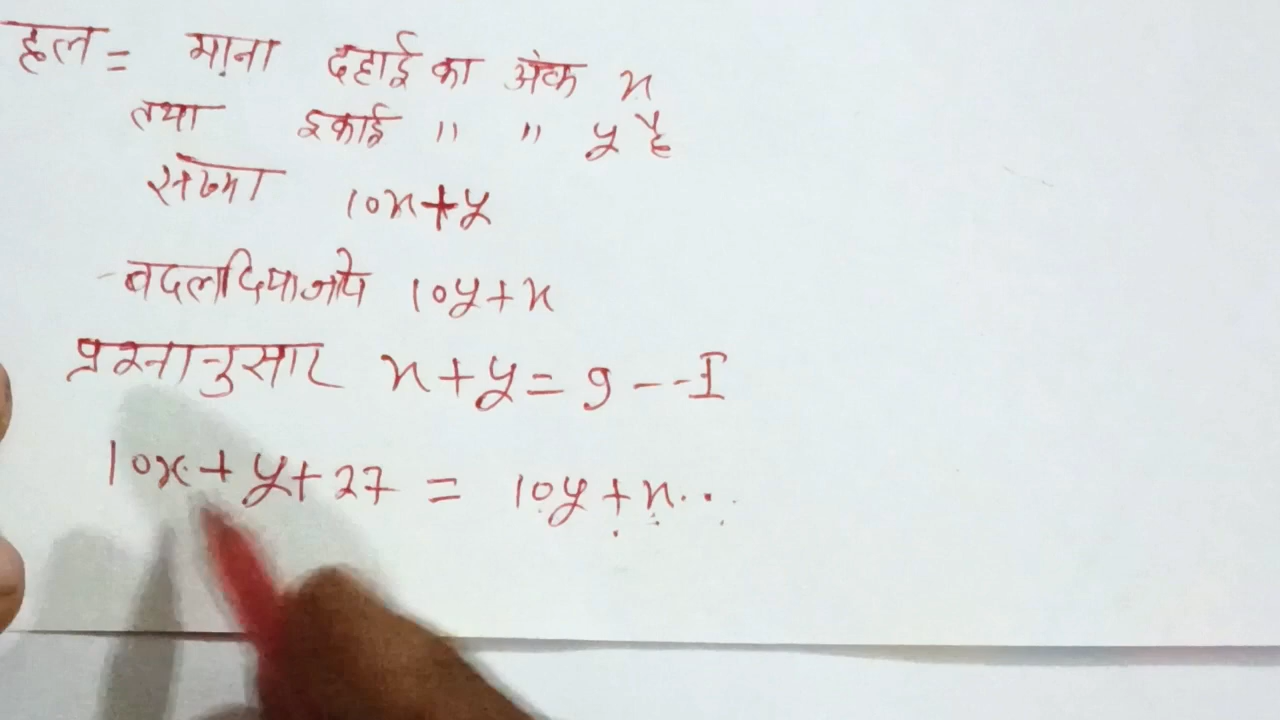 हल = माना दहाई का अंक x
तथा इकाई " " y है
संख्या 10x+y
बदल दिया जाये 10y+x
प्रश्नानुसार x+y=9--I
10x+y+27 = 10y+x...